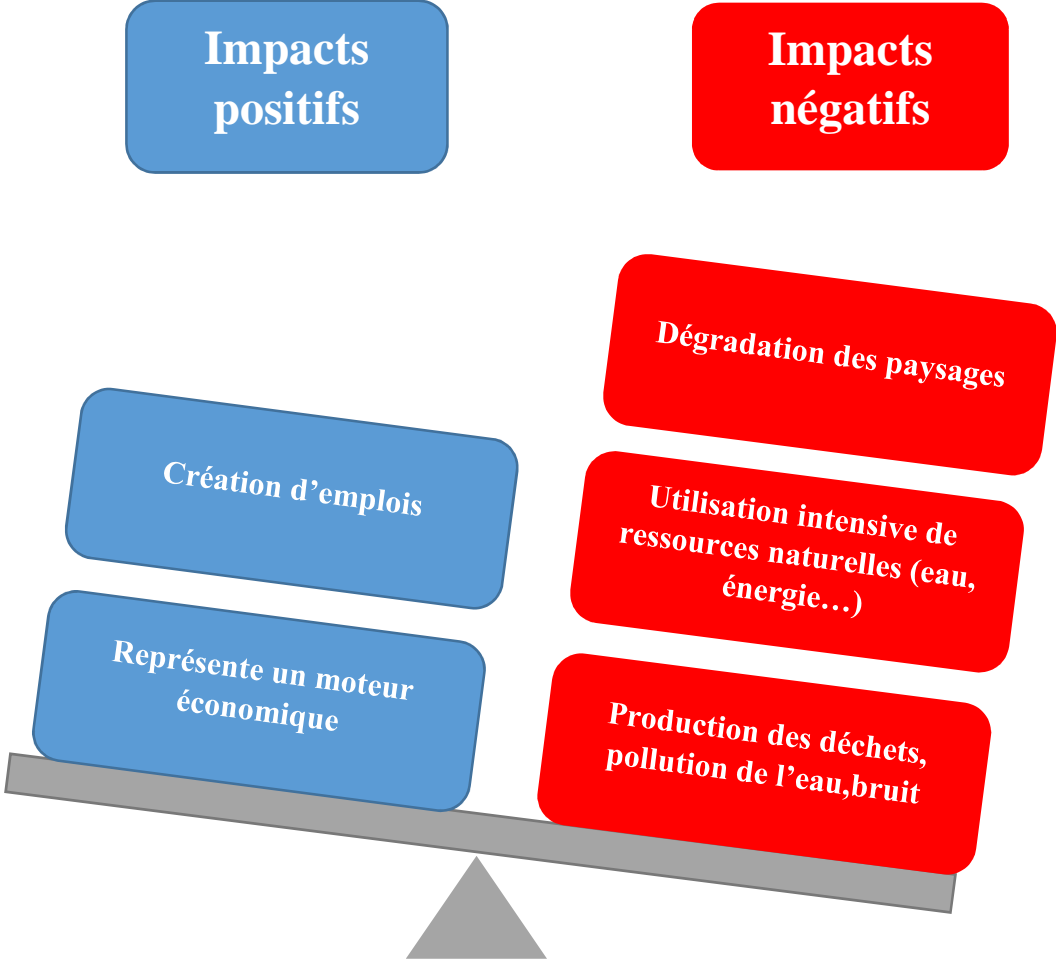 Impacts
positifs
Impacts
négatifs
Création d’emplois
Représente un moteur
économique
Dégradation des paysages
Utilisation intensive de
ressources naturelles (eau,
énergie…)
Production des déchets,
pollution de l’eau,bruit